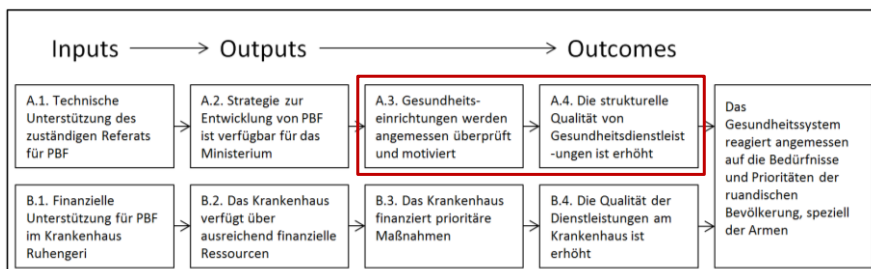 Inputs Outputs Outcomes
A.1. Technische
Unterstützung des
zuständigen Referats
für PBF
A.2. Strategie zur
Entwicklung von PBF
ist verfügbar für das
Ministerium
A.3. Gesundheits-
einrichtungen werden
angemessen überprüft
und motiviert
A.4. Die strukturelle
Qualität von
Gesundheitsdienstleist
-ungen ist erhöht
Das
Gesundheitssystem
reagiert angemessen
auf die Bedürfnisse
und Prioritäten der
ruandischen
Bevölkerung, speziell
der Armen
B.1. Finanzielle
Unterstützung für PBF
im Krankenhaus
Ruhengeri
B.2. Das Krankenhaus
verfügt über
ausreichend finanzielle
Ressourcen
B.3. Das Krankenhaus
finanziert prioritäre
Maßnahmen
B.4. Die Qualität der
Dienstleistungen am
Krankenhaus ist
erhöht